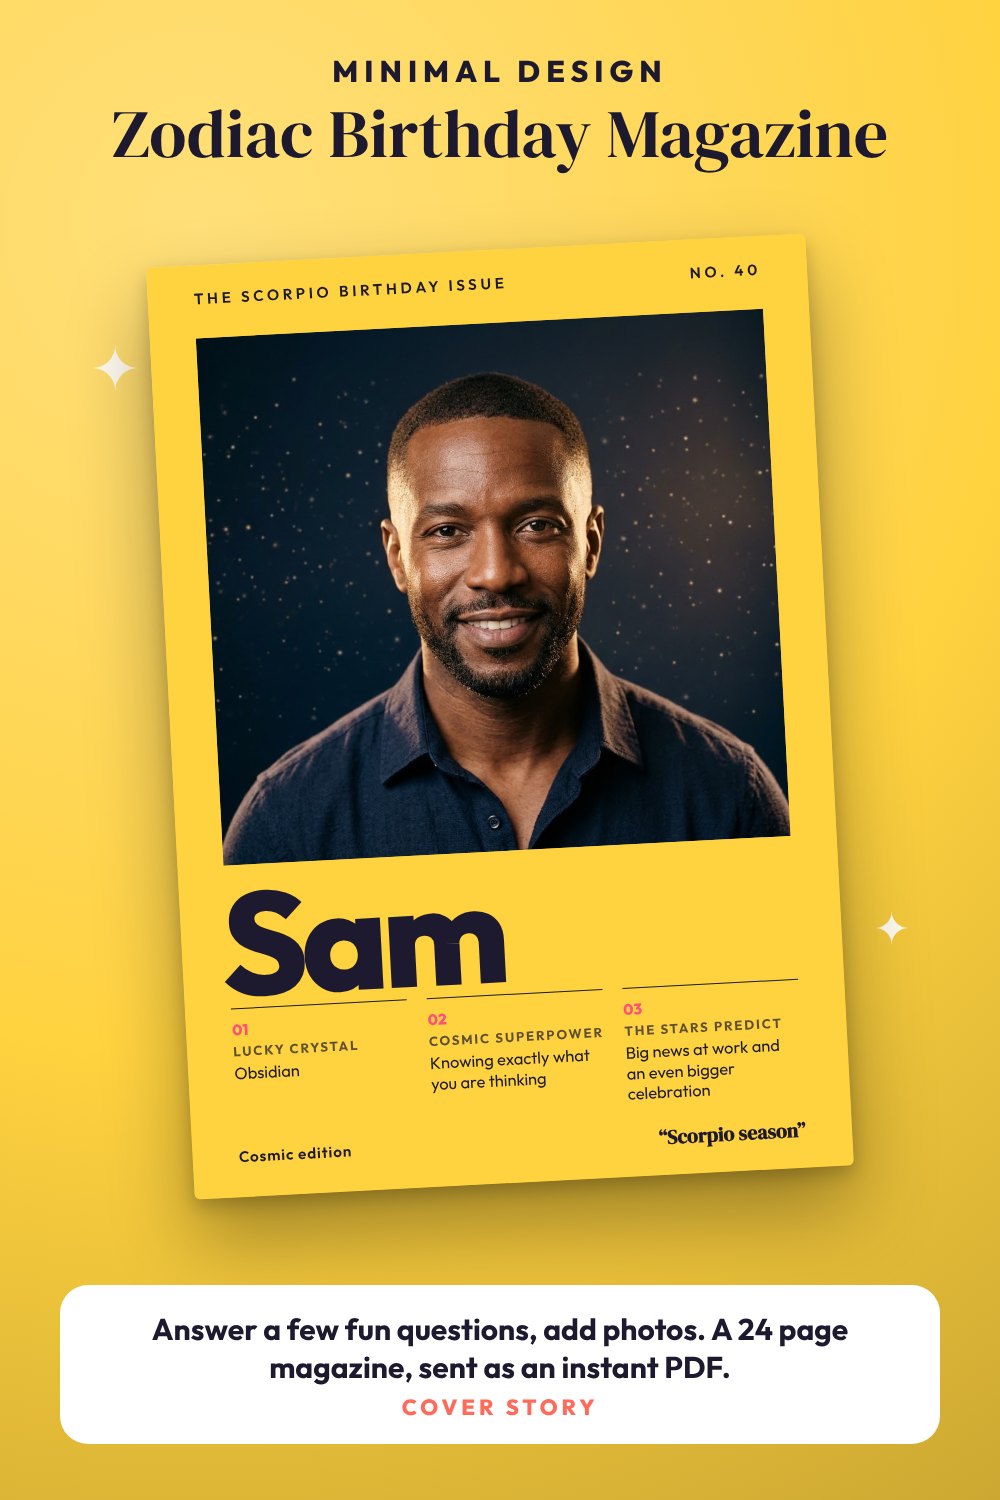 MINIMAL DESIGN
Zodiac Birthday Magazine
THE SCORPIO BIRTHDAY ISSUE
NO. 40
Sam
01
LUCKY CRYSTAL
Obsidian
02
COSMIC SUPERPOWER
Knowing exactly what
you are thinking
03
THE STARS PREDICT
Big news at work and
an even bigger
celebration
Cosmic edition
“Scorpio season”
Answer a few fun questions, add photos. A 24 page
magazine, sent as an instant PDF.
COVER STORY